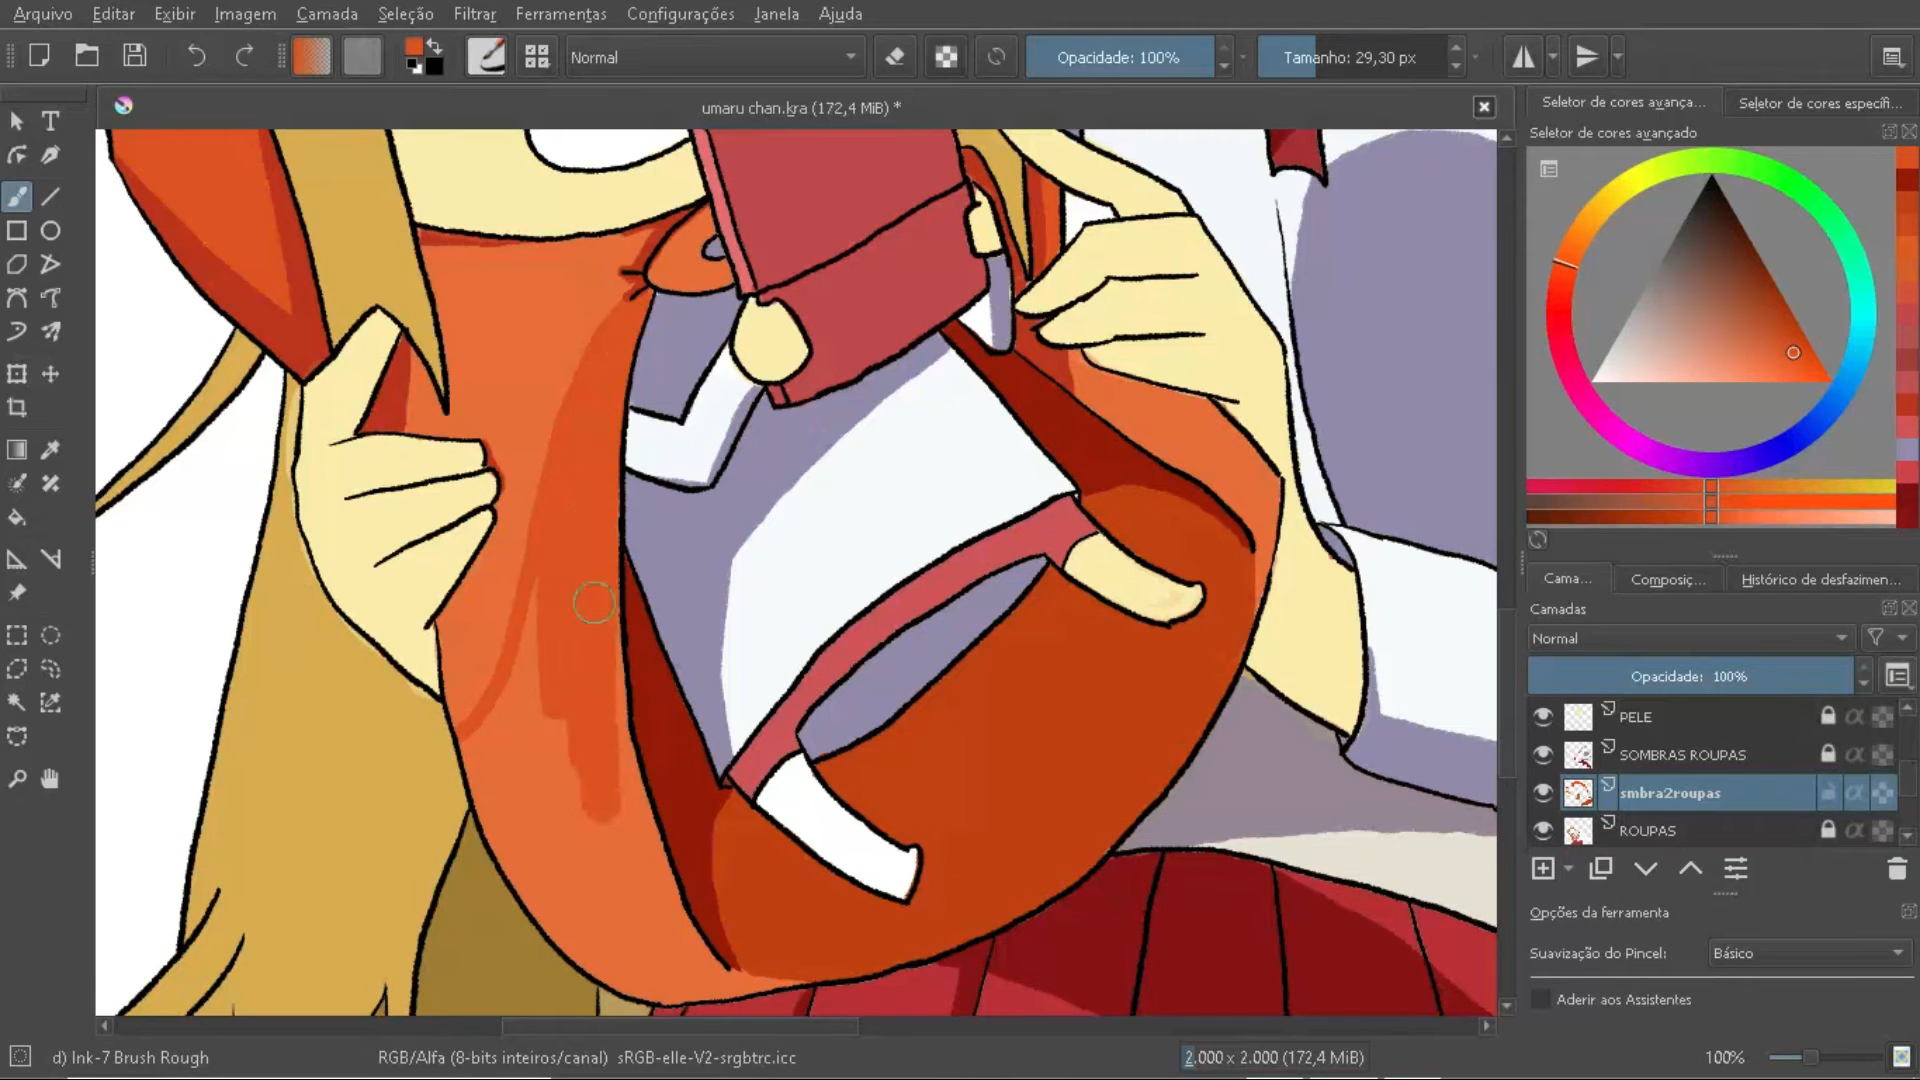 Arquivo Editar Exibir Imagem Camada Seleção Filtrar Ferramentas Configurações Janela Ajuda
Normal Opacidade: 100% Tamanho: 29,30 px
umaru chan.kra (172,4 MiB) *
Seletor de cores avança... Seletor de cores específi...
Seletor de cores avançado
Cama... Composiç... Histórico de desfazimen...
Camadas
Normal
Opacidade: 100%
PELE
SOMBRAS ROUPAS
smbra2roupas
ROUPAS
Opções da ferramenta
Suavização do Pincel: Básico
Aderir aos Assistentes
d) Ink-7 Brush Rough RGB/Alfa (8-bits inteiros/canal) sRGB-elle-V2-srgbtrc.icc 2.000 x 2.000 (172,4 MiB) 100%